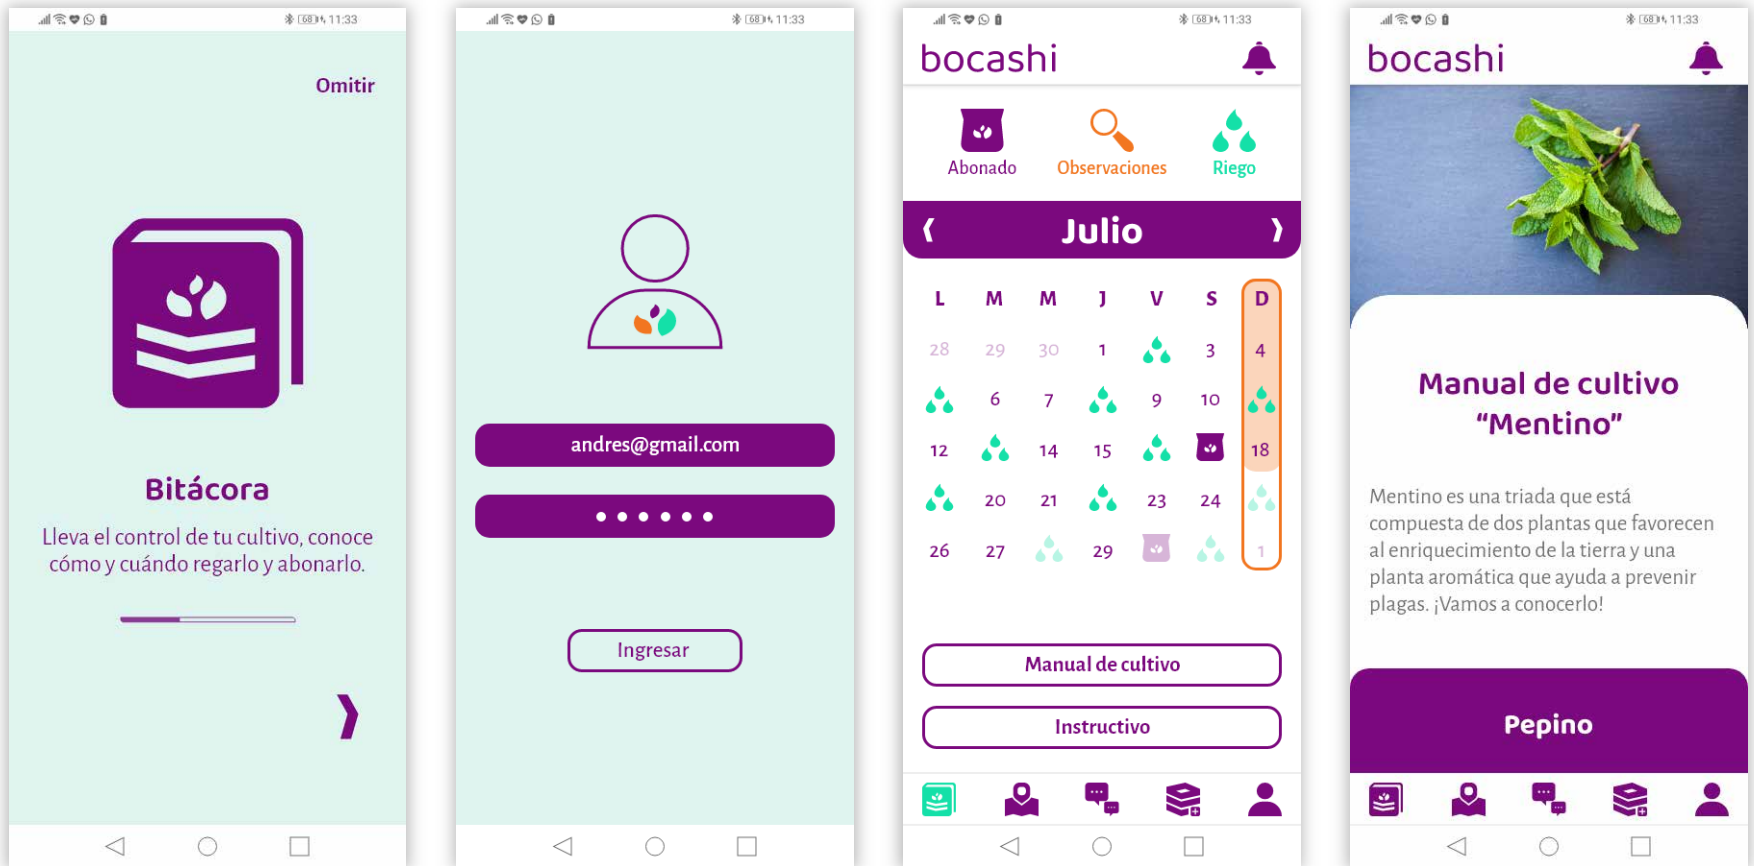 68 11:33
Omitir
Bitácora
Lleva el control de tu cultivo, conoce
cómo y cuándo regarlo y abonarlo.
68 11:33
andres@gmail.com
Ingresar
68 11:33
bocashi
Abonado Observaciones Riego
Julio
L M M J V S D
28 29 30 1 3 4
6 7 9 10
12 14 15 18
20 21 23 24
26 27 29 1
Manual de cultivo
Instructivo
68 11:33
bocashi
Manual de cultivo
“Mentino”
Mentino es una triada que está
compuesta de dos plantas que favorecen
al enriquecimiento de la tierra y una
planta aromática que ayuda a prevenir
plagas. ¡Vamos a conocerlo!
Pepino